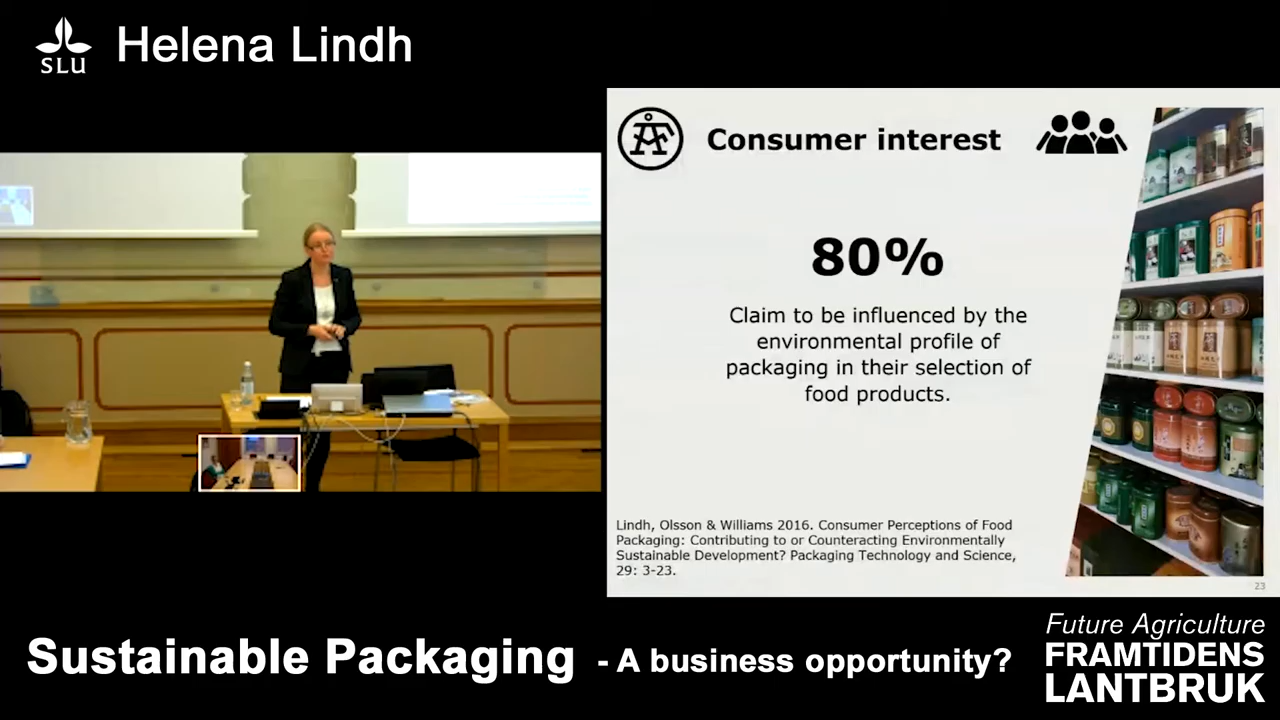 SLU
Helena Lindh
Consumer interest
80%
Claim to be influenced by the
environmental profile of
packaging in their selection of
food products.
Lindh, Olsson & Williams 2016. Consumer Perceptions of Food
Packaging: Contributing to or Counteracting Environmentally
Sustainable Development? Packaging Technology and Science,
29: 3-23.
23
Sustainable Packaging - A business opportunity?
Future Agriculture
FRAMTIDENS
LANTBRUK